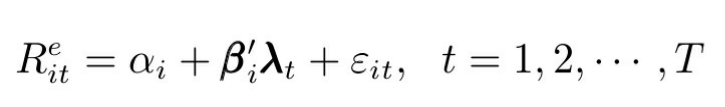 R^e_{it} = α_i + β′_i λ_t + ε_{it},   t = 1, 2, ⋯ , T